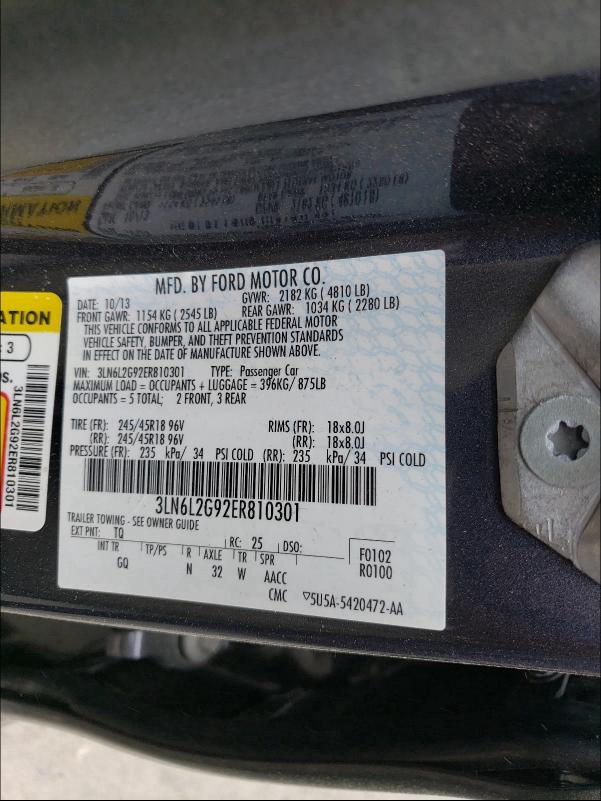 MFD. BY FORD MOTOR CO.
DATE: 10/13 GVWR: 2182 KG ( 4810 LB)
FRONT GAWR: 1154 KG ( 2545 LB) REAR GAWR: 1034 KG ( 2280 LB)
THIS VEHICLE CONFORMS TO ALL APPLICABLE FEDERAL MOTOR
VEHICLE SAFETY, BUMPER, AND THEFT PREVENTION STANDARDS
IN EFFECT ON THE DATE OF MANUFACTURE SHOWN ABOVE.
VIN: 3LN6L2G92ER810301 TYPE: Passenger Car
MAXIMUM LOAD = OCCUPANTS + LUGGAGE = 396KG/ 875LB
OCCUPANTS = 5 TOTAL; 2 FRONT, 3 REAR
TIRE (FR): 245/45R18 96V RIMS (FR): 18x8.0J
(RR): 245/45R18 96V (RR): 18x8.0J
PRESSURE (FR): 235 kPa/ 34 PSI COLD (RR): 235 kPa/ 34 PSI COLD
3LN6L2G92ER810301
TRAILER TOWING - SEE OWNER GUIDE
EXT PNT: TQ RC: 25 DSO: F0102
INT TR TP/PS R AXLE TR SPR R0100
GQ N 32 W AACC
CMC ▽5U5A-5420472-AA
ATION
: 3
os.
3LN6L2G92ER810301